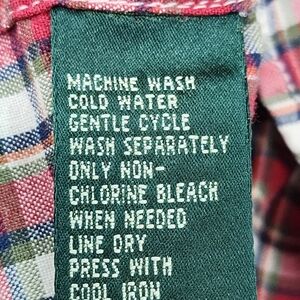 MACHINE WASH
COLD WATER
GENTLE CYCLE
WASH SEPARATELY
ONLY NON-
CHLORINE BLEACH
WHEN NEEDED
LINE DRY
PRESS WITH
COOL IRON